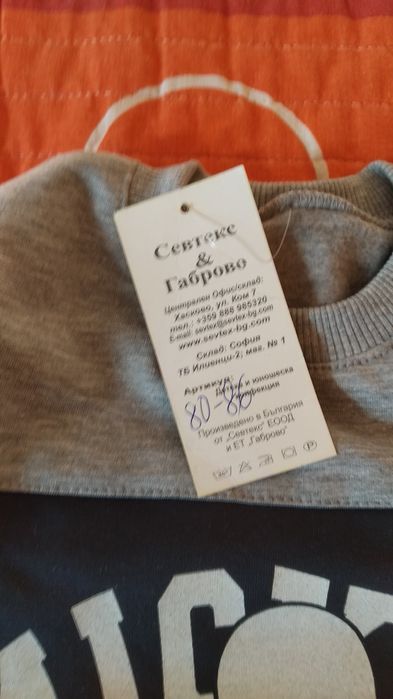 Севтекс
&
Габрово
Централен Офис/склад:
Хасково, ул. Ком 7
тел.: +359 888 965320
E-mail: sevtex@sevtex-bg.com
www.sevtex-bg.com
Склад: София
ТБ Илиенци-2; маг. № 1
Артикул:
Детска и юношеска
конфекция
80-86
Произведено в България
от „Севтекс" ЕООД
и ЕТ „Габрово"